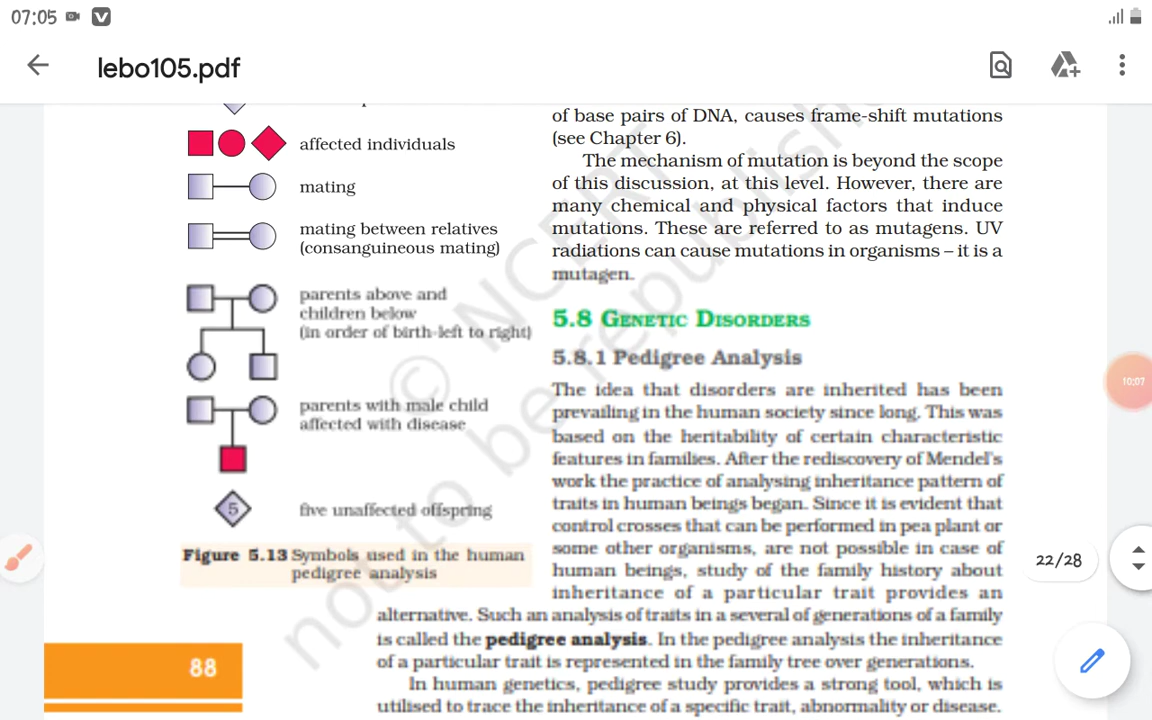 07:05
lebo105.pdf
affected individuals
mating
mating between relatives
(consanguineous mating)
parents above and
children below
(in order of birth-left to right)
parents with male child
affected with disease
5
five unaffected offspring
Figure 5.13 Symbols used in the human
pedigree analysis
88
of base pairs of DNA, causes frame-shift mutations
(see Chapter 6).
The mechanism of mutation is beyond the scope
of this discussion, at this level. However, there are
many chemical and physical factors that induce
mutations. These are referred to as mutagens. UV
radiations can cause mutations in organisms – it is a
mutagen.
5.8 GENETIC DISORDERS
5.8.1 Pedigree Analysis
The idea that disorders are inherited has been
prevailing in the human society since long. This was
based on the heritability of certain characteristic
features in families. After the rediscovery of Mendel's
work the practice of analysing inheritance pattern of
traits in human beings began. Since it is evident that
control crosses that can be performed in pea plant or
some other organisms, are not possible in case of
human beings, study of the family history about
inheritance of a particular trait provides an
alternative. Such an analysis of traits in a several of generations of a family
is called the pedigree analysis. In the pedigree analysis the inheritance
of a particular trait is represented in the family tree over generations.
In human genetics, pedigree study provides a strong tool, which is
utilised to trace the inheritance of a specific trait, abnormality or disease.
© NCERT
not to be republish
10:07
22/28